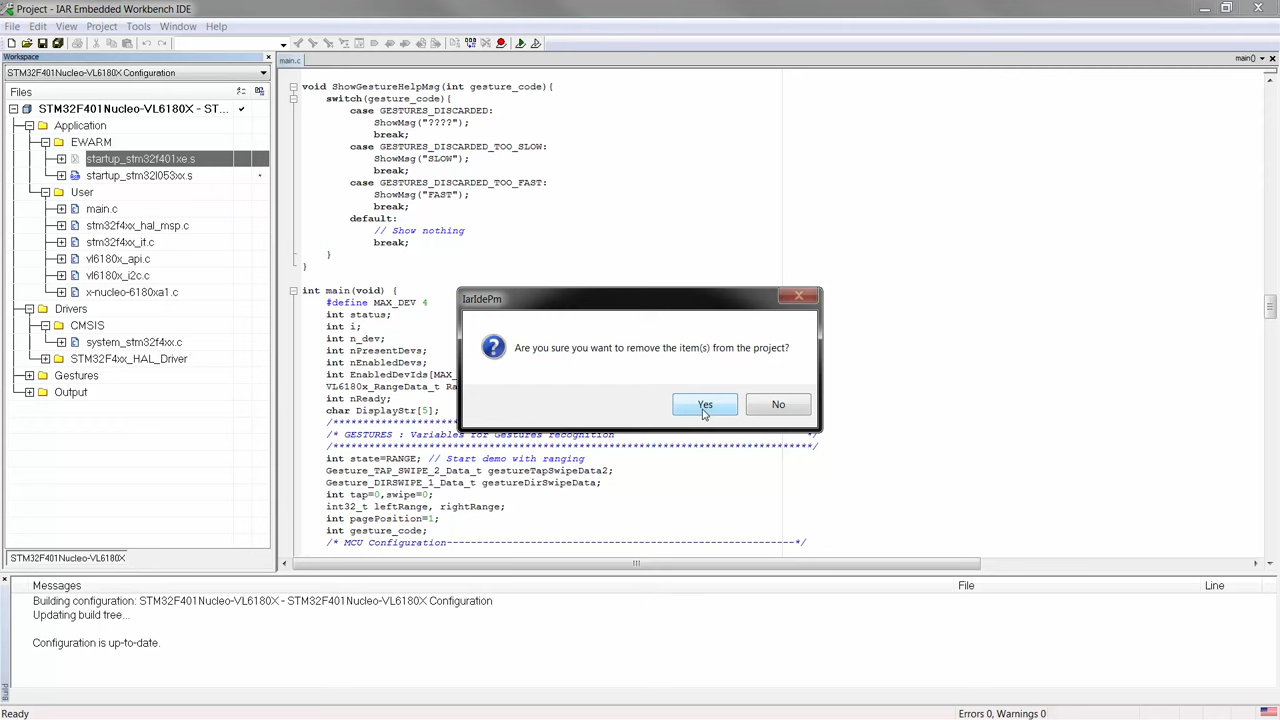 Project - IAR Embedded Workbench IDE
File Edit View Project Tools Window Help
Workspace
STM32F401Nucleo-VL6180X Configuration
Files
STM32F401Nucleo-VL6180X - ST...
Application
EWARM
startup_stm32f401xe.s
startup_stm32l053xx.s
User
main.c
stm32f4xx_hal_msp.c
stm32f4xx_it.c
vl6180x_api.c
vl6180x_i2c.c
x-nucleo-6180xa1.c
Drivers
CMSIS
system_stm32f4xx.c
STM32F4xx_HAL_Driver
Gestures
Output
STM32F401Nucleo-VL6180X
main.c
main()
void ShowGestureHelpMsg(int gesture_code){
switch(gesture_code){
case GESTURES_DISCARDED:
ShowMsg("????");
break;
case GESTURES_DISCARDED_TOO_SLOW:
ShowMsg("SLOW");
break;
case GESTURES_DISCARDED_TOO_FAST:
ShowMsg("FAST");
break;
default:
// Show nothing
break;
}
}
int main(void) {
#define MAX_DEV 4
int status;
int i;
int n_dev;
int nPresentDevs;
int nEnabledDevs;
int EnabledDevIds[MAX_
VL6180x_RangeData_t Ra
int nReady;
char DisplayStr[5];
/* GESTURES : Variables for Gestures recognition */
/***********************************************************************************/
int state=RANGE; // Start demo with ranging
Gesture_TAP_SWIPE_2_Data_t gestureTapSwipeData2;
Gesture_DIRSWIPE_1_Data_t gestureDirSwipeData;
int tap=0,swipe=0;
int32_t leftRange, rightRange;
int pagePosition=1;
int gesture_code;
/* MCU Configuration------------------------------------------------------------*/
IarIdePm
Are you sure you want to remove the item(s) from the project?
Yes No
Messages File Line
Building configuration: STM32F401Nucleo-VL6180X - STM32F401Nucleo-VL6180X Configuration
Updating build tree...
Configuration is up-to-date.
Build
Ready
Errors 0, Warnings 0